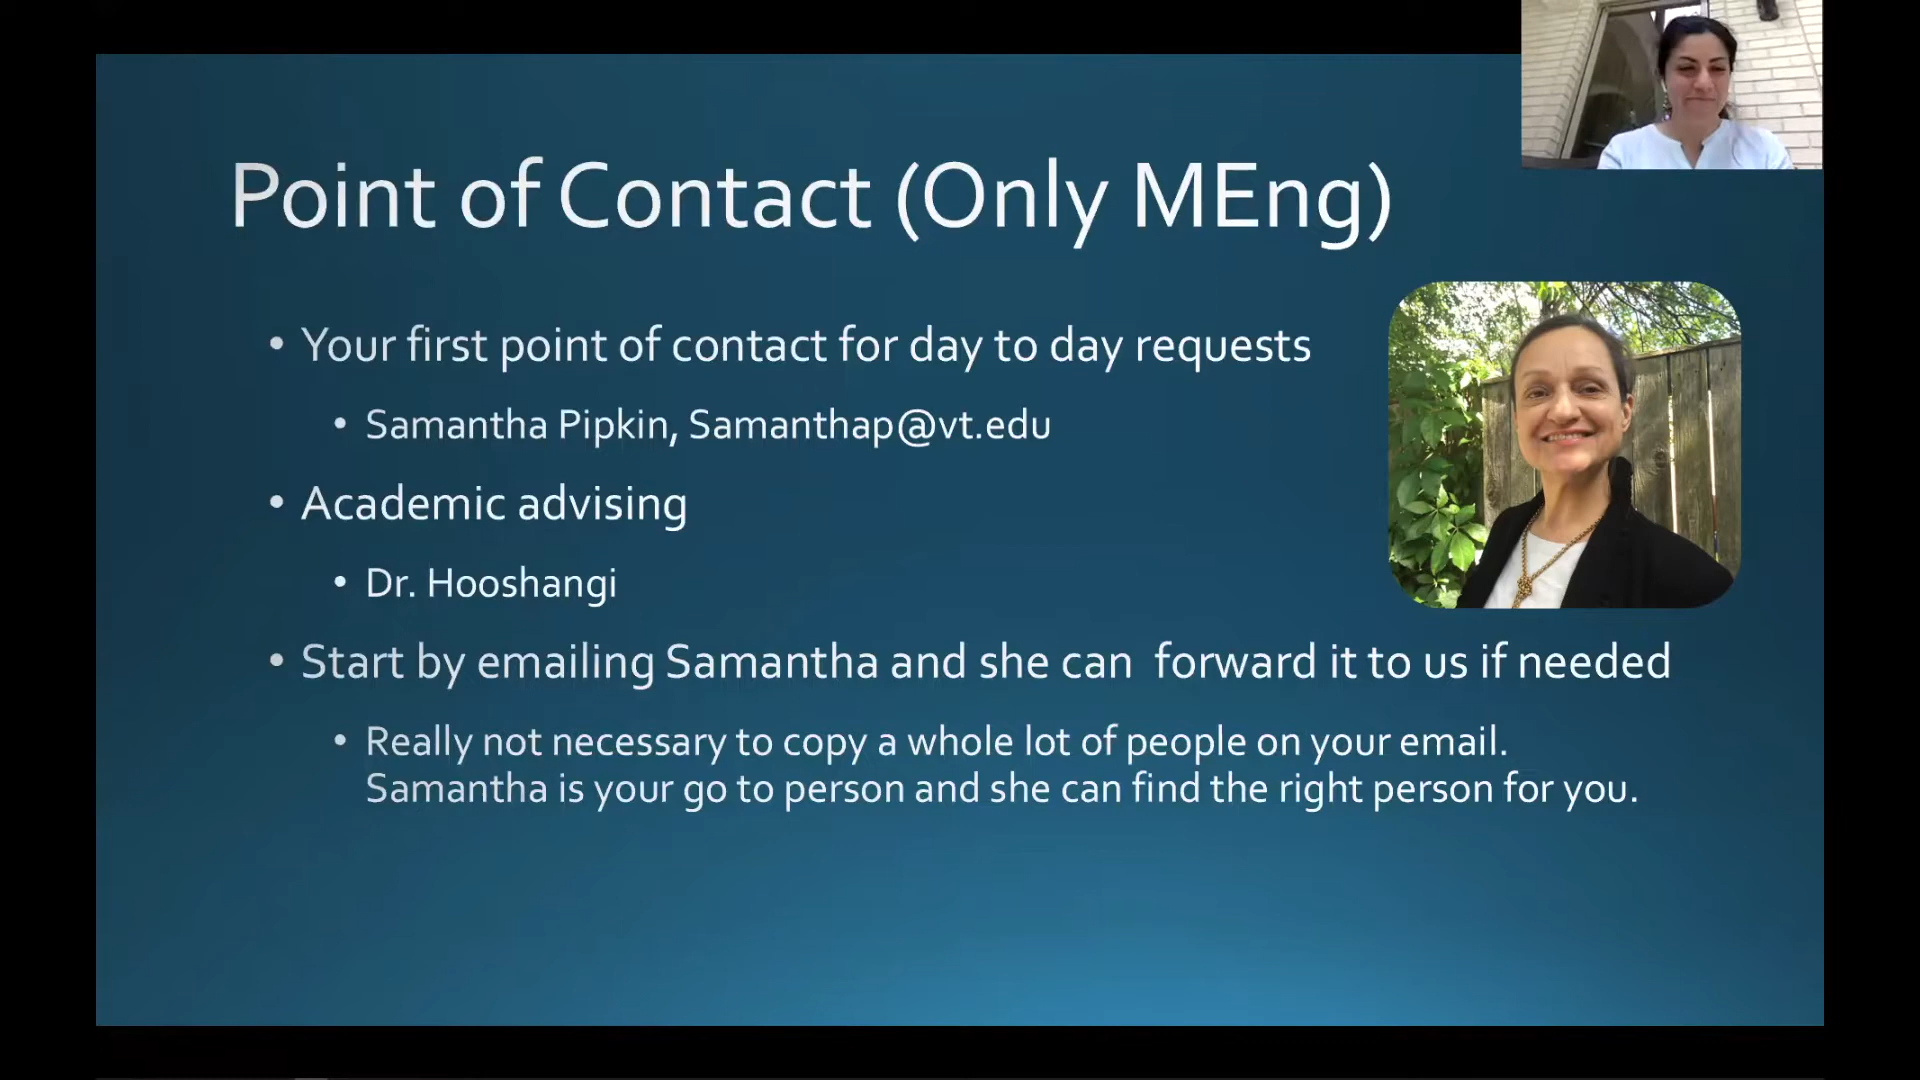 Point of Contact (Only MEng)
• Your first point of contact for day to day requests
• Samantha Pipkin, Samanthap@vt.edu
• Academic advising
• Dr. Hooshangi
• Start by emailing Samantha and she can  forward it to us if needed
• Really not necessary to copy a whole lot of people on your email.
Samantha is your go to person and she can find the right person for you.